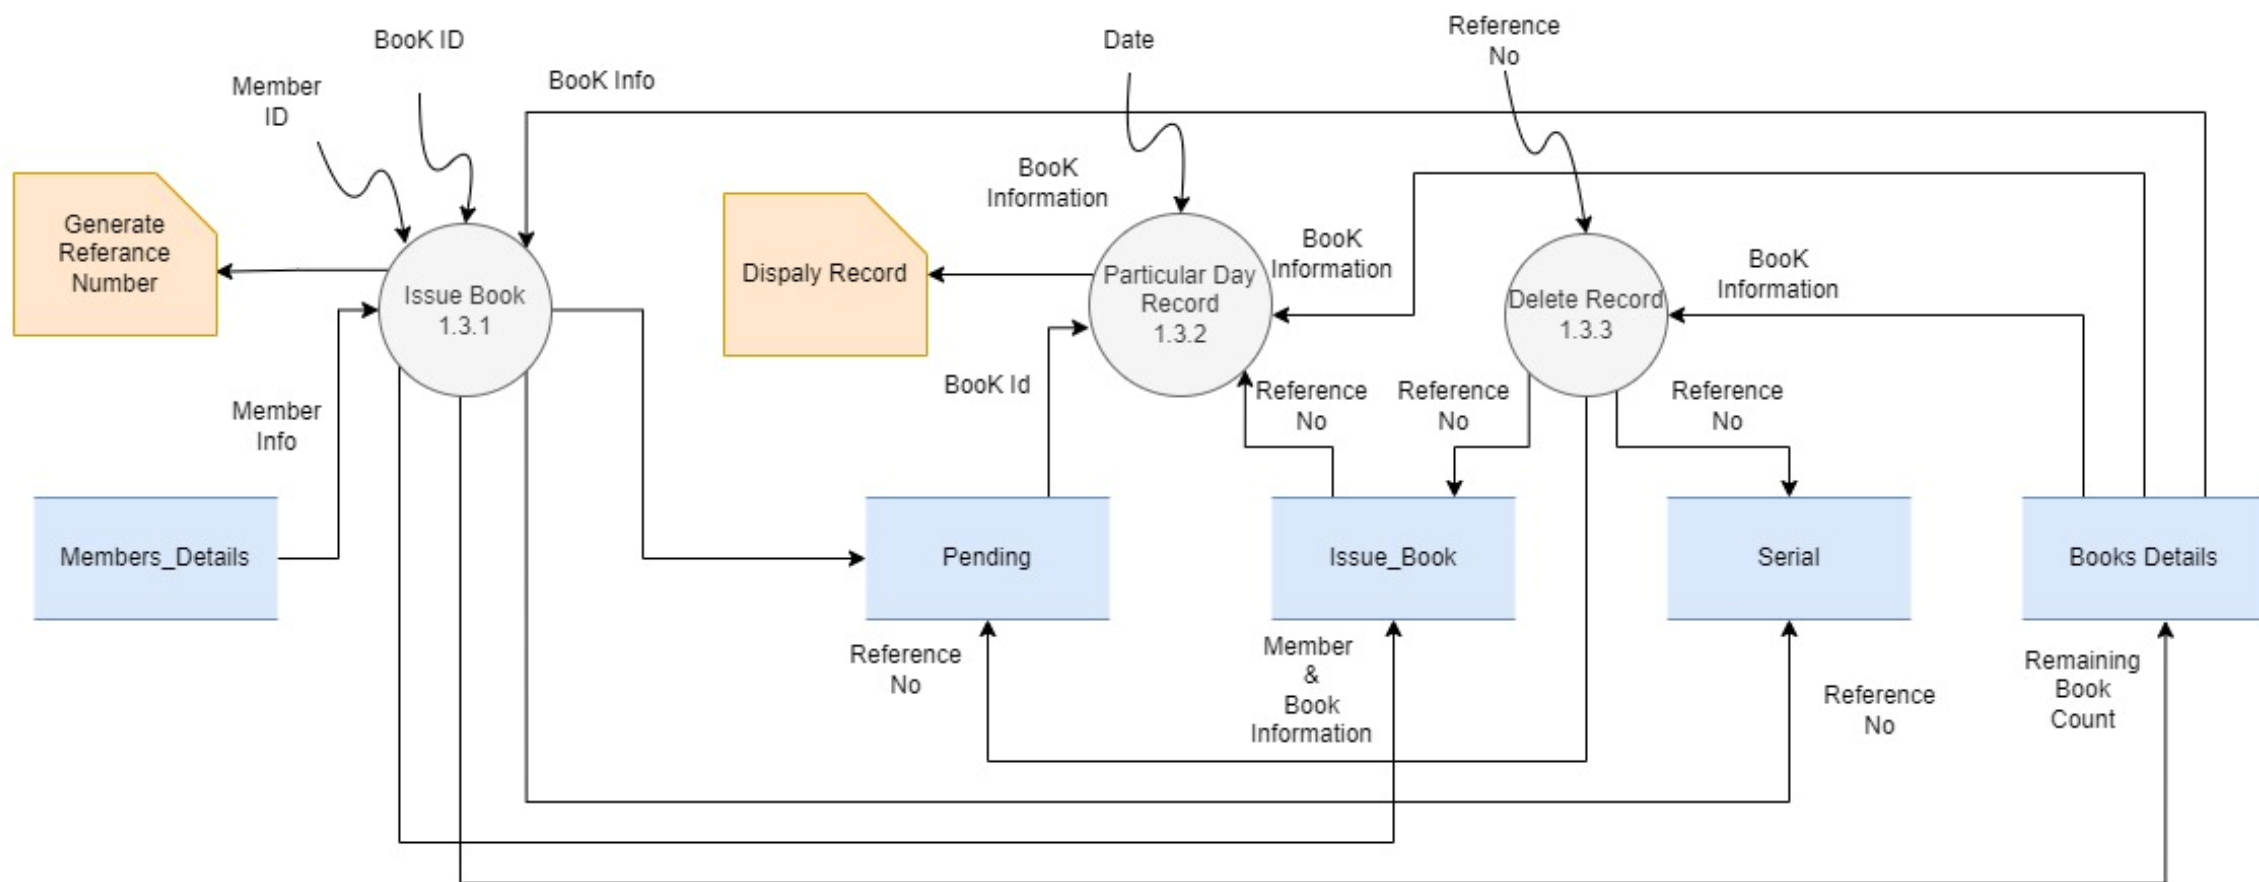 BooK ID
Member
ID
BooK Info
Date
Reference
No
Generate
Referance
Number
Issue Book
1.3.1
Member
Info
BooK
Information
Dispaly Record
Particular Day
Record
1.3.2
BooK
Information
BooK Id
Reference
No
Delete Record
1.3.3
BooK
Information
Reference
No
Reference
No
Members_Details
Pending
Issue_Book
Serial
Books Details
Reference
No
Member
&
Book
Information
Reference
No
Remaining
Book
Count